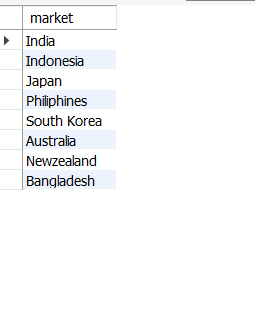 market
India
Indonesia
Japan
Philiphines
South Korea
Australia
Newzealand
Bangladesh